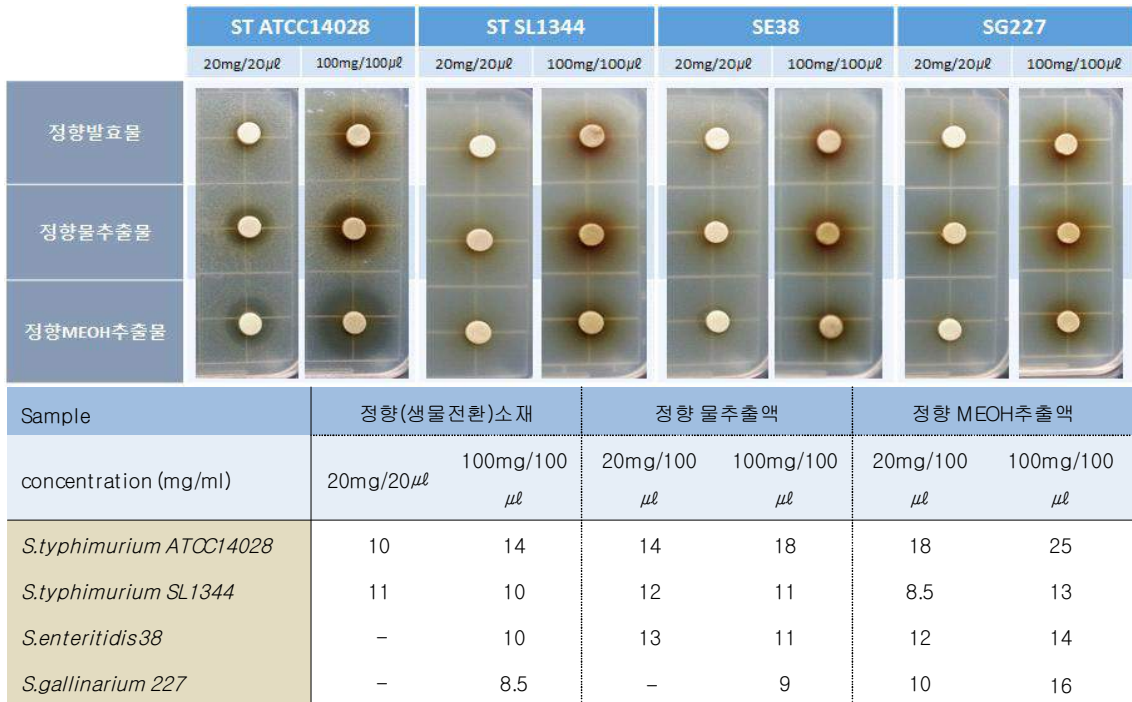 ST ATCC14028 ST SL1344 SE38 SG227
20mg/20㎕ 100mg/100㎕ 20mg/20㎕ 100mg/100㎕ 20mg/20㎕ 100mg/100㎕ 20mg/20㎕ 100mg/100㎕
정향발효물
정향물추출물
정향MEOH추출물
Sample 정향(생물전환)소재 정향 물추출액 정향 MEOH추출액
concentration (mg/ml) 20mg/20㎕ 100mg/100 ㎕ 20mg/100 ㎕ 100mg/100 ㎕ 20mg/100 ㎕ 100mg/100 ㎕
S.typhimurium ATCC14028 10 14 14 18 18 25
S.typhimurium SL1344 11 10 12 11 8.5 13
S.enteritidis38 – 10 13 11 12 14
S.gallinarium 227 – 8.5 – 9 10 16